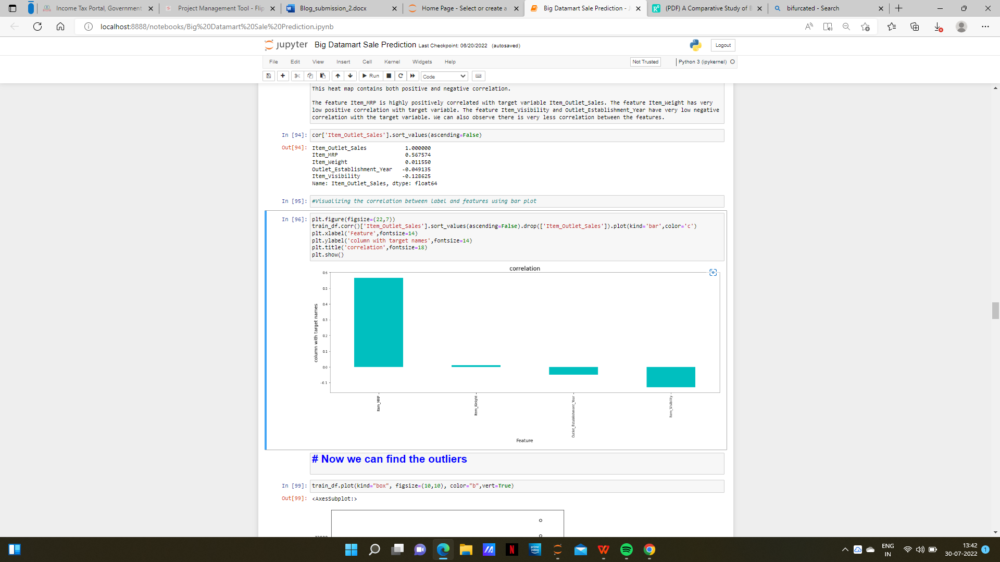 Income Tax Portal, Government
Project Management Tool - Flip
Blog_submission_2.docx
Home Page - Select or create a
Big Datamart Sale Prediction - J
(PDF) A Comparative Study of B
bifurcated - Search
localhost:8888/notebooks/Big%20Datamart%20Sale%20Prediction.ipynb
jupyter Big Datamart Sale Prediction Last Checkpoint: 06/20/2022 (autosaved)
Logout
File Edit View Insert Cell Kernel Widgets Help
Not Trusted
Python 3 (ipykernel)
Run
Code
This heat map contains both positive and negative correlation.
The feature Item_MRP is highly positively correlated with target variable Item_Outlet_Sales. The feature Item_Weight has very
low positive correlation with target variable. The feature Item_Visibility and Outlet_Establishment_Year have very low negative
correlation with the target variable. We can also observe there is very less correlation between the features.
In [94]: cor['Item_Outlet_Sales'].sort_values(ascending=False)
Out[94]: Item_Outlet_Sales 1.000000
Item_MRP 0.567574
Item_Weight 0.011550
Outlet_Establishment_Year -0.049135
Item_Visibility -0.128625
Name: Item_Outlet_Sales, dtype: float64
In [95]: #Visualizing the correlation between label and features using bar plot
In [96]: plt.figure(figsize=(22,7))
train_df.corr()['Item_Outlet_Sales'].sort_values(ascending=False).drop(['Item_Outlet_Sales']).plot(kind='bar',color='c')
plt.xlabel('Feature',fontsize=14)
plt.ylabel('column with target names',fontsize=14)
plt.title('correlation',fontsize=18)
plt.show()
correlation
0.6
0.5
0.4
0.3
0.2
0.1
0.0
-0.1
column with target names
Item_MRP
Item_Weight
Outlet_Establishment_Year
Item_Visibility
Feature
# Now we can find the outliers
In [99]: train_df.plot(kind="box", figsize=(10,10), color="b",vert=True)
Out[99]: <AxesSubplot:>
prime video
ENG
IN
13:42
30-07-2022
1